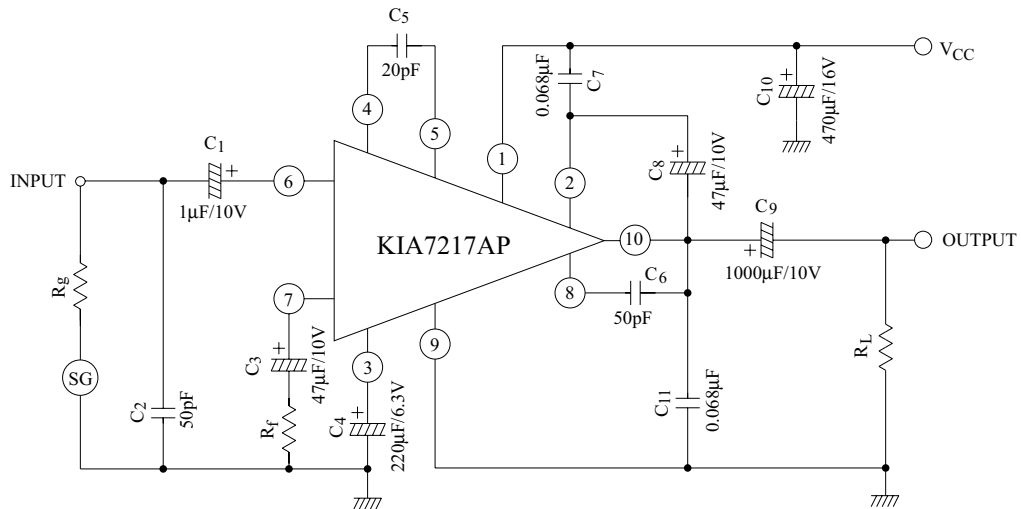 C5
20pF
4
5
0.068µF
C7
C10
470µF/16V
VCC
1
2
C8
47µF/10V
C1
INPUT
6
1µF/10V
KIA7217AP
10
C9
OUTPUT
1000µF/10V
Rg
7
8
C6
50pF
9
3
SG
C3
47µF/10V
RL
C2
50pF
Rf
C4
220µF/6.3V
C11
0.068µF